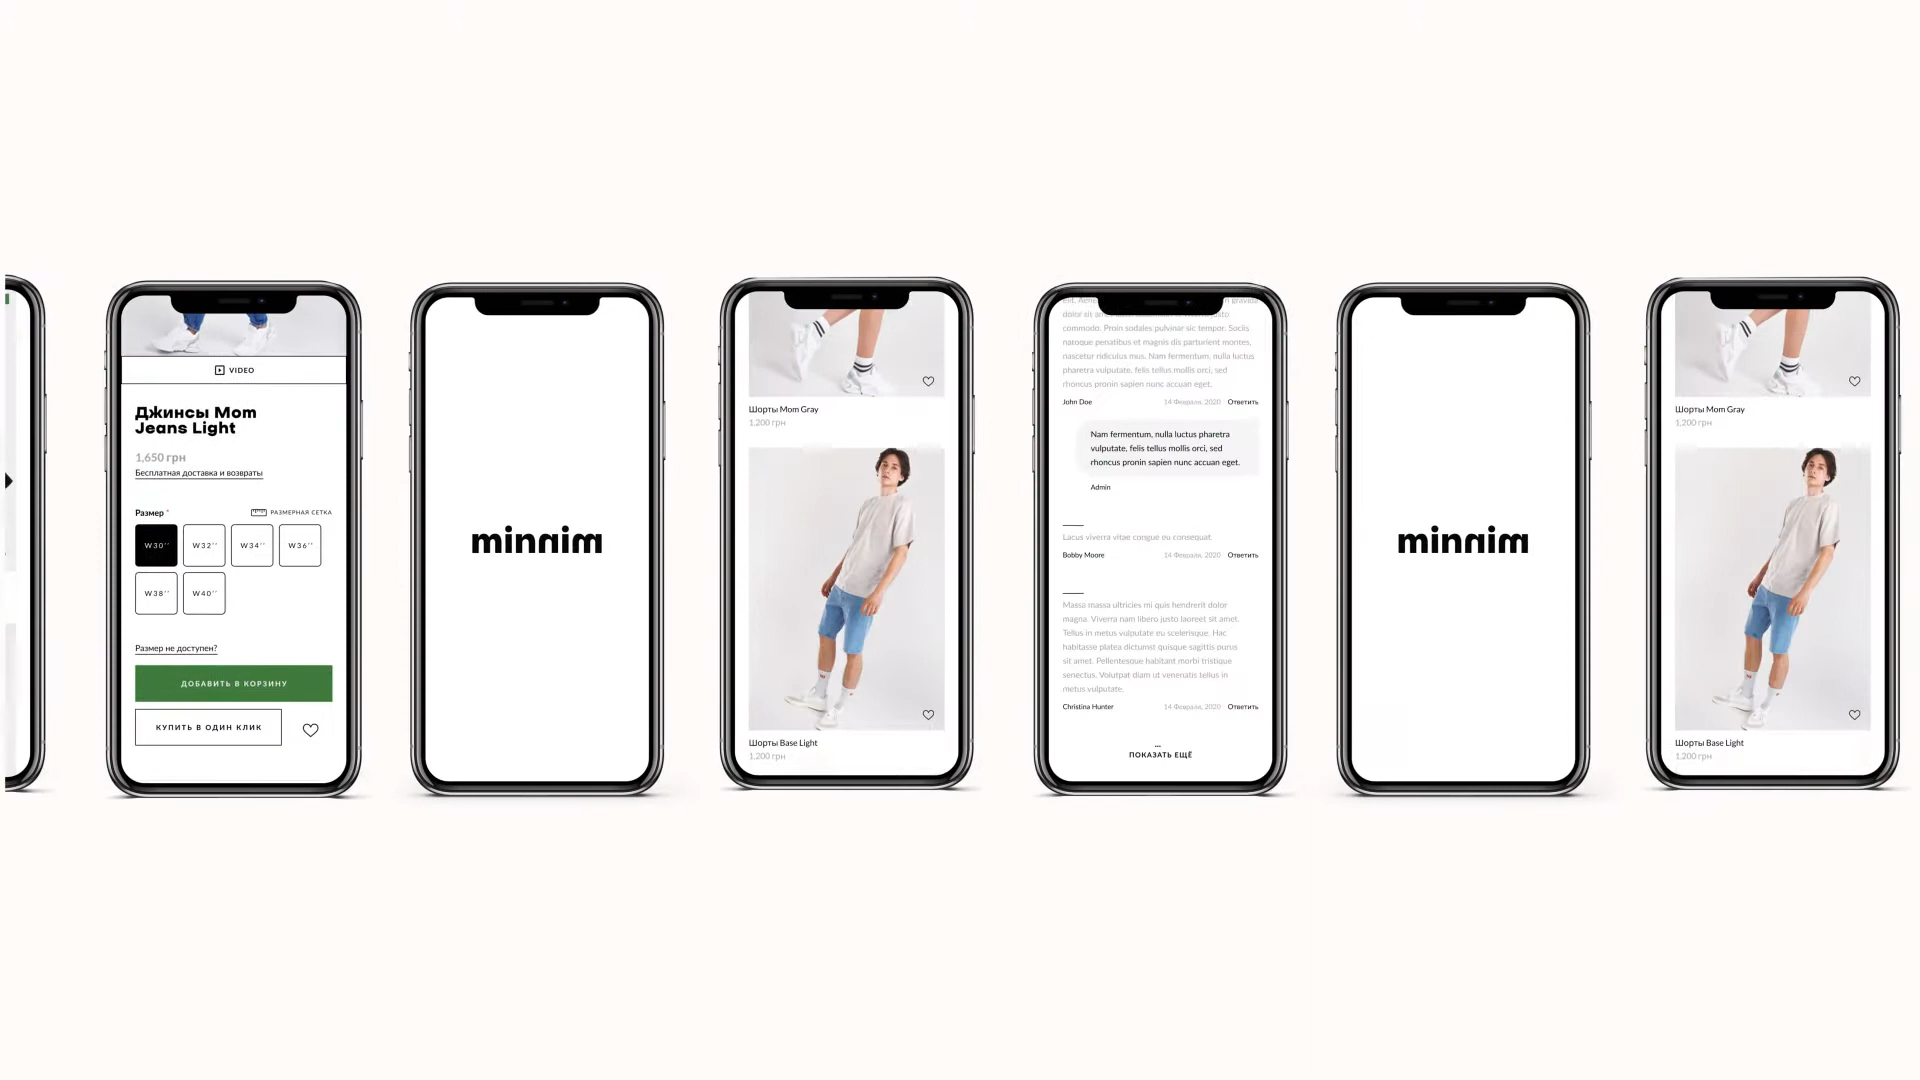 VIDEO
Джинсы Mom
Jeans Light
1,650 грн
Бесплатная доставка и возвраты
Размер *
РАЗМЕРНАЯ СЕТКА
W30''
W32''
W34''
W36''
W38''
W40''
Размер не доступен?
ДОБАВИТЬ В КОРЗИНУ
КУПИТЬ В ОДИН КЛИК
minaim
Шорты Mom Gray
1,200 грн
Шорты Base Light
1,200 грн
dolor sit
commodo. Proin sodales pulvinar sic tempor. Sociis
natoque penatibus et magnis dis parturient montes,
nascetur ridiculus mus. Nam fermentum, nulla luctus
pharetra vulputate, felis tellus mollis orci, sed
rhoncus pronin sapien nunc accuan eget.
John Doe
14 Февраля, 2020
Ответить
Nam fermentum, nulla luctus pharetra
vulputate, felis tellus mollis orci, sed
rhoncus pronin sapien nunc accuan eget.
Admin
Lacus viverra vitae congue eu consequat.
Bobby Moore
14 Февраля, 2020
Ответить
Massa massa ultricies mi quis hendrerit dolor
magna. Viverra nam libero justo laoreet sit amet.
Tellus in metus vulputate eu scelerisque. Hac
habitasse platea dictumst quisque sagittis purus
sit amet. Pellentesque habitant morbi tristique
senectus. Volutpat diam ut venenatis tellus in
metus vulputate.
Christina Hunter
14 Февраля, 2020
Ответить
...
ПОКАЗАТЬ ЕЩЁ
minaim
Шорты Mom Gray
1,200 грн
Шорты Base Light
1,200 грн